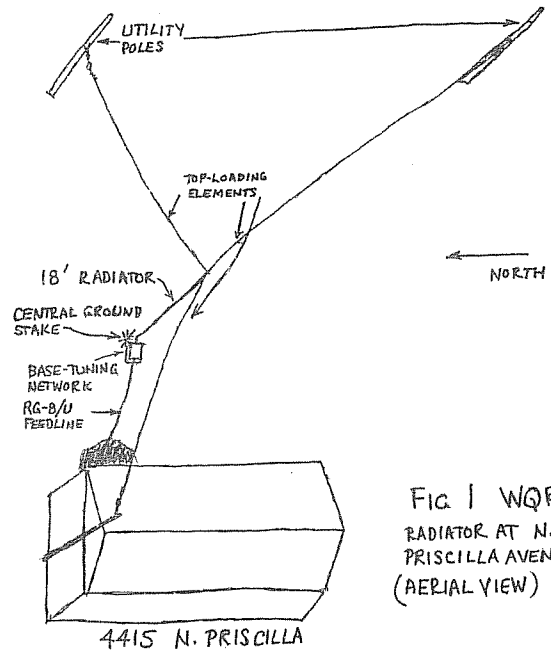 UTILITY
POLES
TOP-LOADING
ELEMENTS
18' RADIATOR
NORTH
CENTRAL GROUND
STAKE
BASE-TUNING
NETWORK
RG-8/U
FEEDLINE
FIG 1
RADIATOR AT N.
PRISCILLA AVEN
(AERIAL VIEW)
4415 N. PRISCILLA